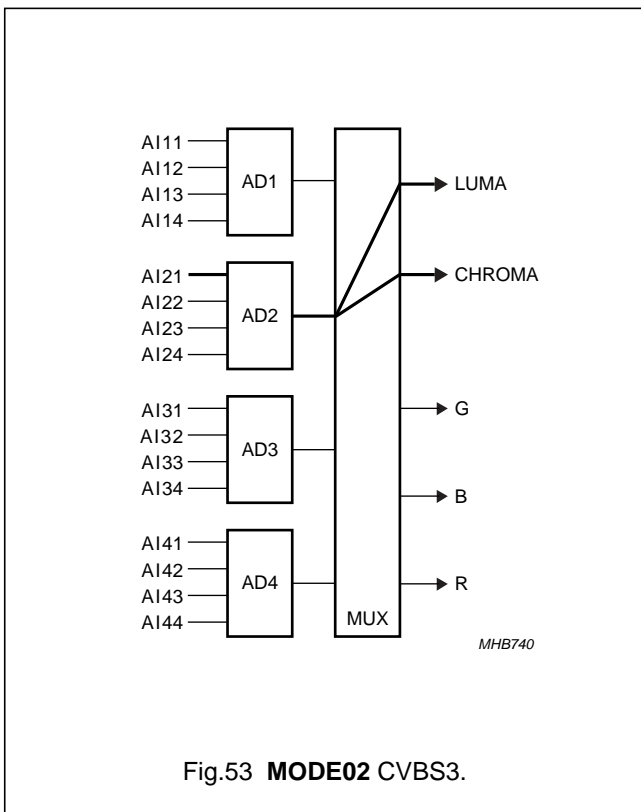 AI11
AI12
AI13
AI14
AD1
LUMA
AI21
AI22
AI23
AI24
AD2
CHROMA
AI31
AI32
AI33
AI34
AD3
G
B
AI41
AI42
AI43
AI44
AD4
R
MUX
MHB740
Fig.53 MODE02 CVBS3.